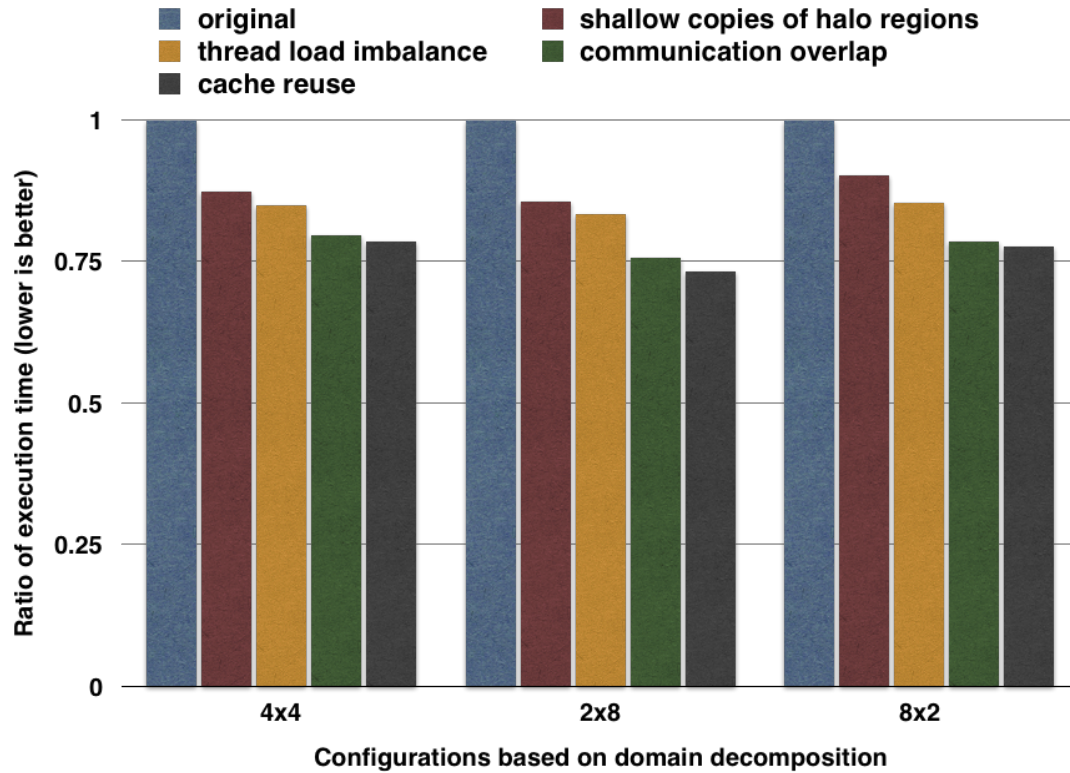 original
shallow copies of halo regions
thread load imbalance
communication overlap
cache reuse
Ratio of execution time (lower is better)
1
0.75
0.5
0.25
0
4x4
2x8
8x2
Configurations based on domain decomposition